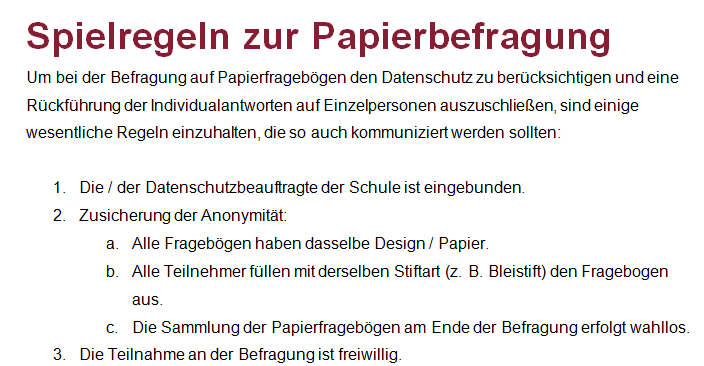 Spielregeln zur Papierbefragung
Um bei der Befragung auf Papierfragebögen den Datenschutz zu berücksichtigen und eine
Rückführung der Individualantworten auf Einzelpersonen auszuschließen, sind einige
wesentliche Regeln einzuhalten, die so auch kommuniziert werden sollten:
1. Die / der Datenschutzbeauftragte der Schule ist eingebunden.
2. Zusicherung der Anonymität:
a. Alle Fragebögen haben dasselbe Design / Papier.
b. Alle Teilnehmer füllen mit derselben Stiftart (z. B. Bleistift) den Fragebogen
aus.
c. Die Sammlung der Papierfragebögen am Ende der Befragung erfolgt wahllos.
3. Die Teilnahme an der Befragung ist freiwillig.